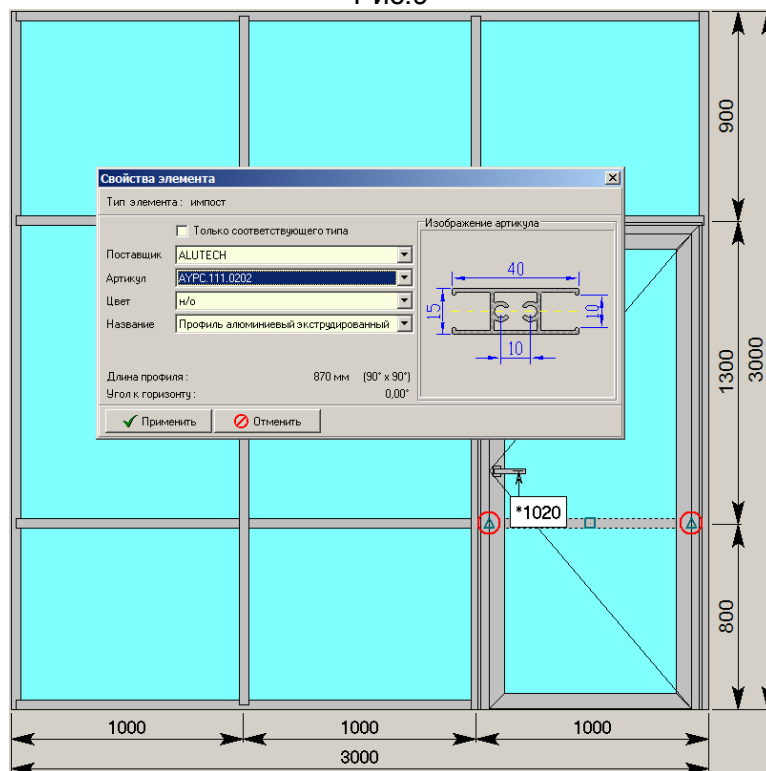 Свойства элемента
Тип элемента: импост
Только соответствующего типа
Изображение артикула
Поставщик ALUTECH
Артикул AYPC.111.0202
Цвет н/о
Название Профиль алюминиевый экструдированный
40
15
10
10
Длина профиля: 870 мм (90° x 90°)
Угол к горизонту: 0,00°
Применить Отменить
900
1300
3000
800
*1020
1000 1000 1000
3000